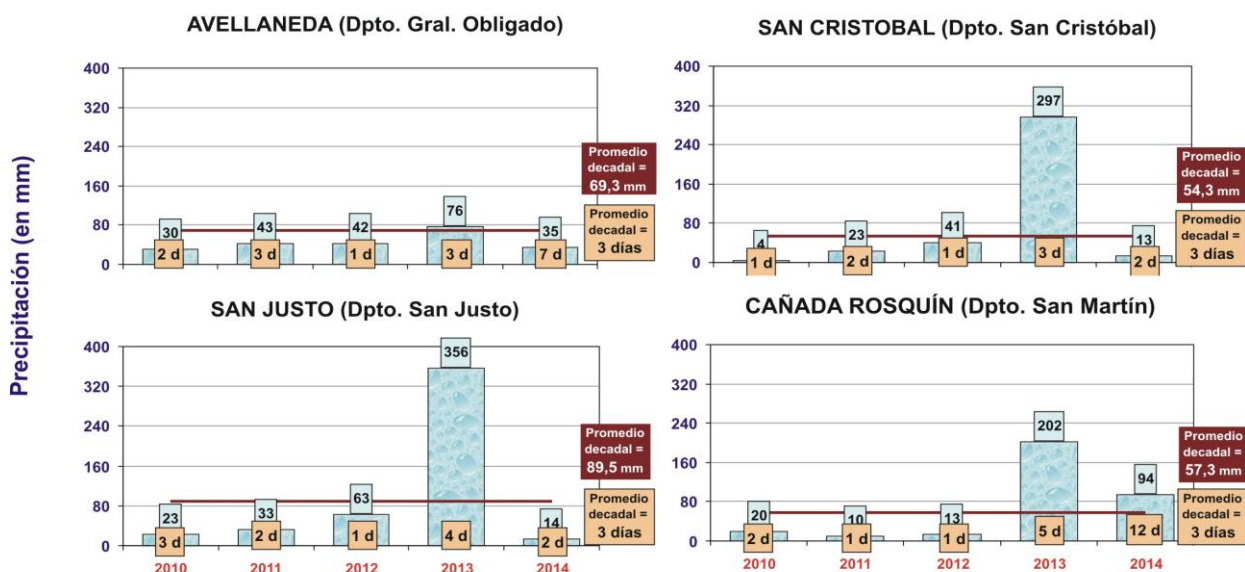 Precipitación (en mm)
AVELLANEDA (Dpto. Gral. Obligado)
400
320
240
160
80
0
30
43
42
76
35
2 d
3 d
1 d
3 d
7 d
Promedio
decadal =
69,3 mm
Promedio
decadal =
3 días
SAN CRISTOBAL (Dpto. San Cristóbal)
400
320
240
160
80
0
4
23
41
297
13
1 d
2 d
1 d
3 d
2 d
Promedio
decadal =
54,3 mm
Promedio
decadal =
3 días
SAN JUSTO (Dpto. San Justo)
400
320
240
160
80
0
23
33
63
356
14
3 d
2 d
1 d
4 d
2 d
2010
2011
2012
2013
2014
Promedio
decadal =
89,5 mm
Promedio
decadal =
3 días
CAÑADA ROSQUÍN (Dpto. San Martín)
400
320
240
160
80
0
20
10
13
202
94
2 d
1 d
1 d
5 d
12 d
2010
2011
2012
2013
2014
Promedio
decadal =
57,3 mm
Promedio
decadal =
3 días